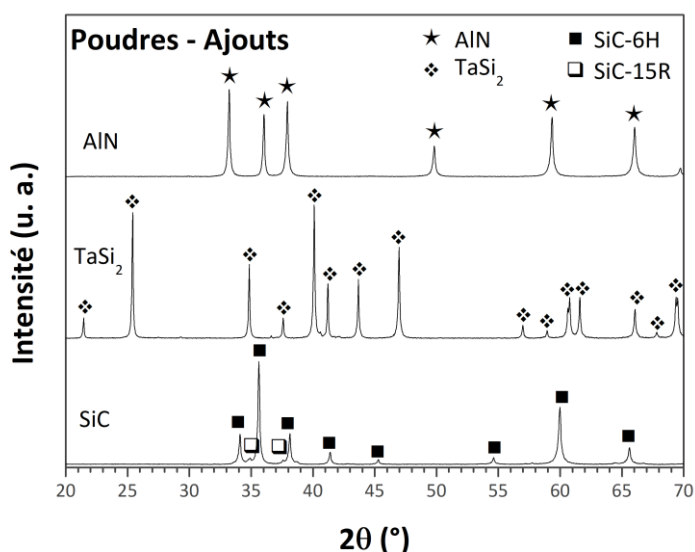 Poudres - Ajouts
AlN
SiC-6H
TaSi2
SiC-15R
AlN
TaSi2
SiC
Intensité (u. a.)
20 25 30 35 40 45 50 55 60 65 70
2θ (°)